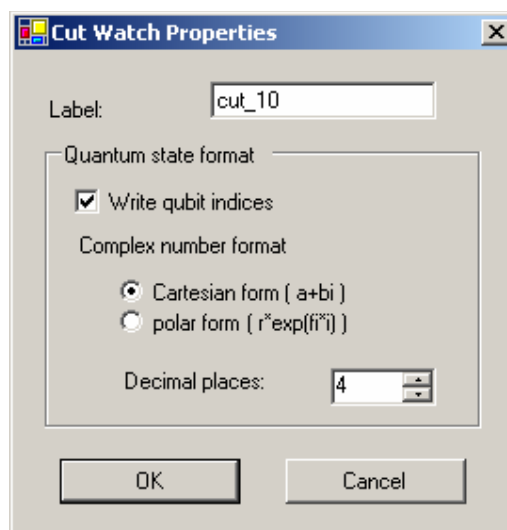 Cut Watch Properties
Label: cut_10
Quantum state format
Write qubit indices
Complex number format
Cartesian form ( a+bi )
polar form ( r*exp(fi*i) )
Decimal places: 4
OK Cancel